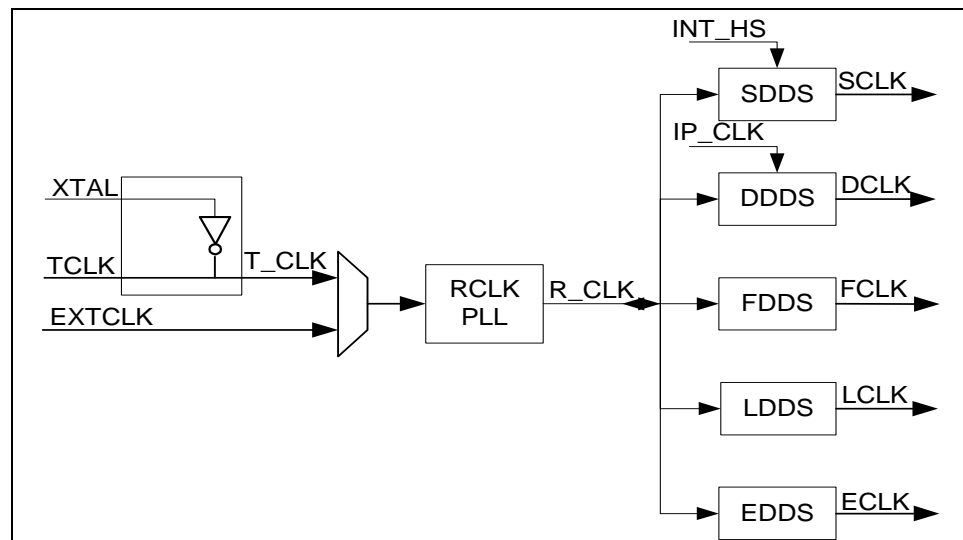 INT_HS
SDDS
SCLK
IP_CLK
DDDS
DCLK
XTAL
TCLK
T_CLK
EXTCLK
RCLK
PLL
R_CLK
FDDS
FCLK
LDDS
LCLK
EDDS
ECLK